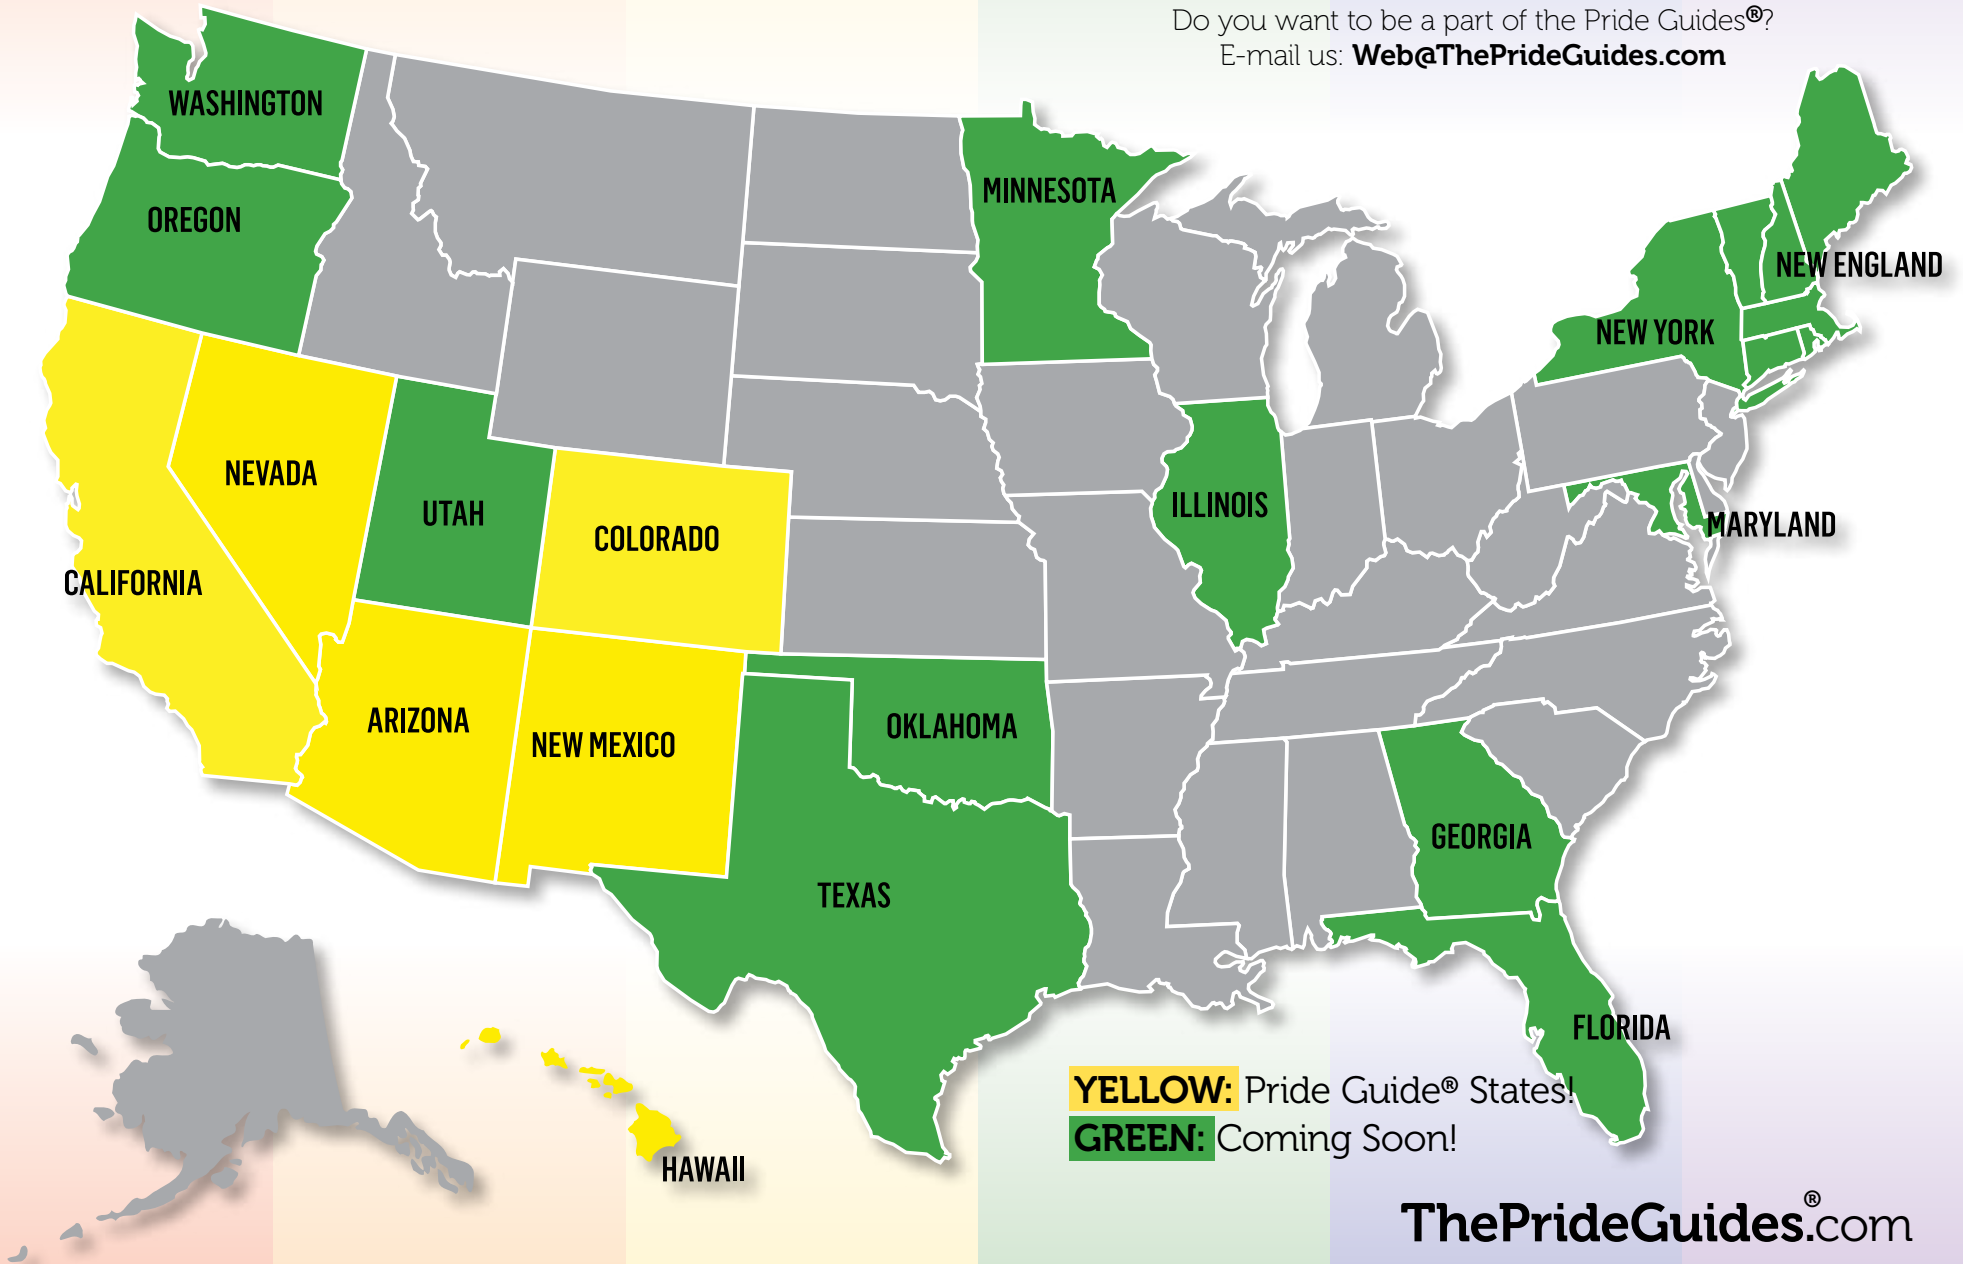 Do you want to be a part of the Pride Guides®?
E-mail us: Web@ThePrideGuides.com
WASHINGTON
OREGON
MINNESOTA
NEW ENGLAND
NEW YORK
NEVADA
UTAH
COLORADO
ILLINOIS
MARYLAND
CALIFORNIA
ARIZONA
NEW MEXICO
OKLAHOMA
GEORGIA
TEXAS
FLORIDA
HAWAII
YELLOW: Pride Guide® States!
GREEN: Coming Soon!
ThePrideGuides®.com